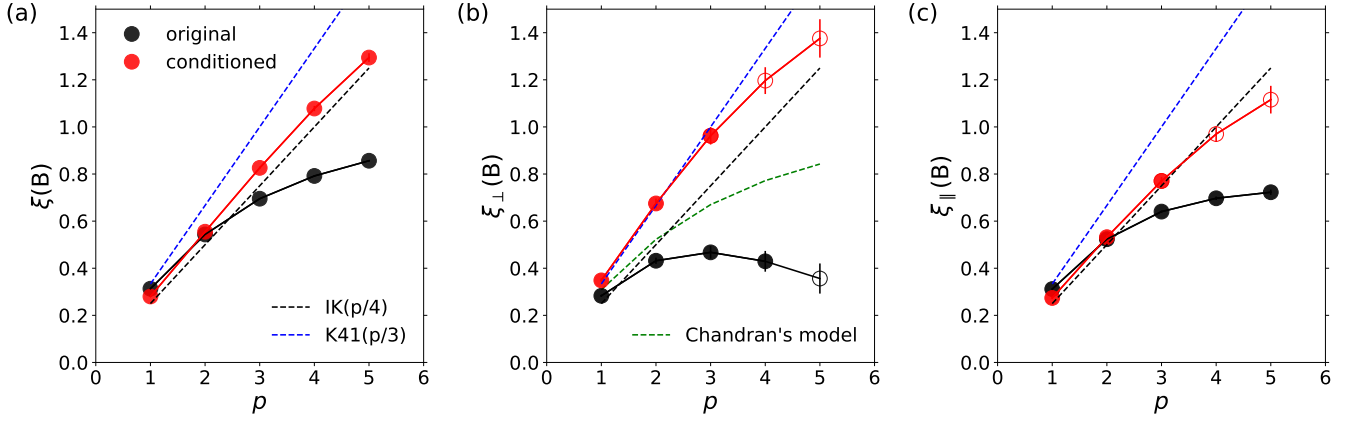 (a)
ξ(B)
1.4
1.2
1.0
0.8
0.6
0.4
0.2
0.0
0 1 2 3 4 5 6
p
original
conditioned
IK(p/4)
K41(p/3)
(b)
ξ⊥(B)
1.4
1.2
1.0
0.8
0.6
0.4
0.2
0.0
0 1 2 3 4 5 6
p
Chandran's model
(c)
ξ∥(B)
1.4
1.2
1.0
0.8
0.6
0.4
0.2
0.0
0 1 2 3 4 5 6
p